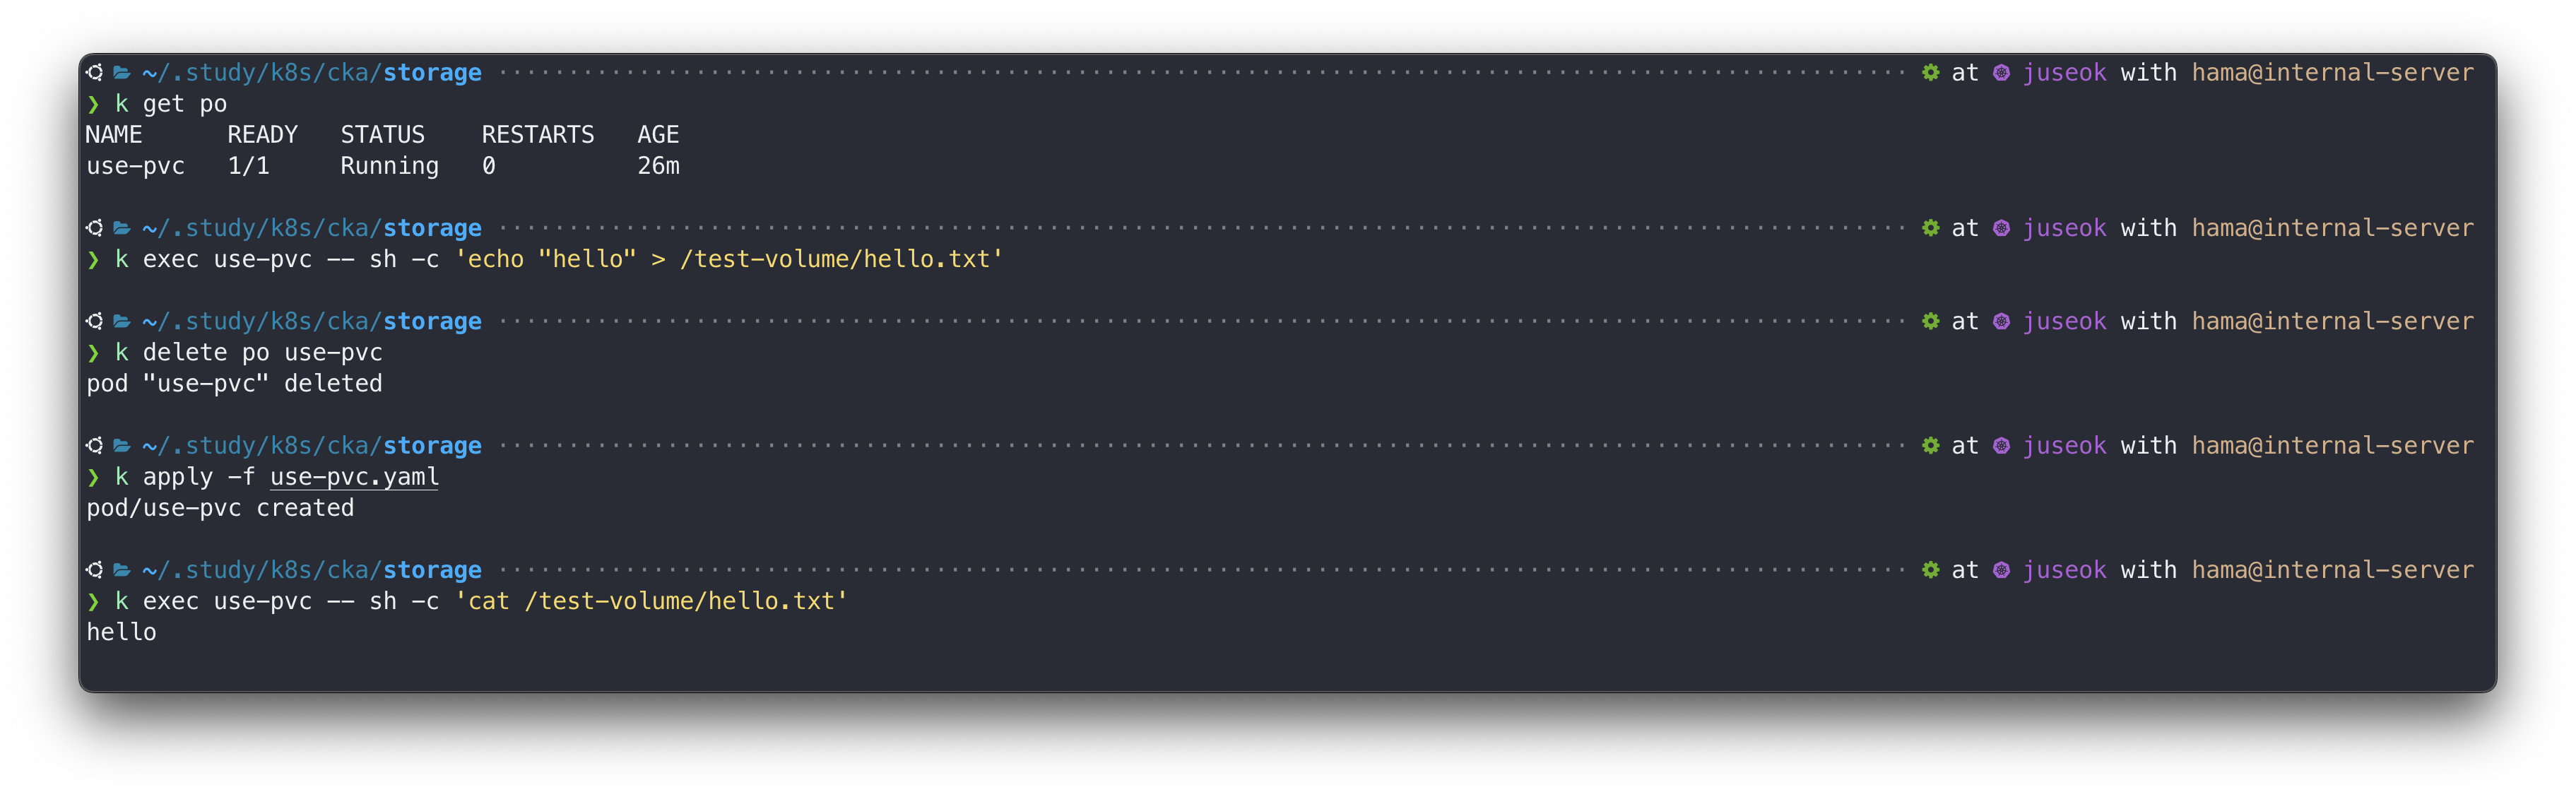 ~/.study/k8s/cka/storage at juseok with hama@internal-server
❯ k get po
NAME READY STATUS RESTARTS AGE
use-pvc 1/1 Running 0 26m
~/.study/k8s/cka/storage at juseok with hama@internal-server
❯ k exec use-pvc -- sh -c 'echo "hello" > /test-volume/hello.txt'
~/.study/k8s/cka/storage at juseok with hama@internal-server
❯ k delete po use-pvc
pod "use-pvc" deleted
~/.study/k8s/cka/storage at juseok with hama@internal-server
❯ k apply -f use-pvc.yaml
pod/use-pvc created
~/.study/k8s/cka/storage at juseok with hama@internal-server
❯ k exec use-pvc -- sh -c 'cat /test-volume/hello.txt'
hello